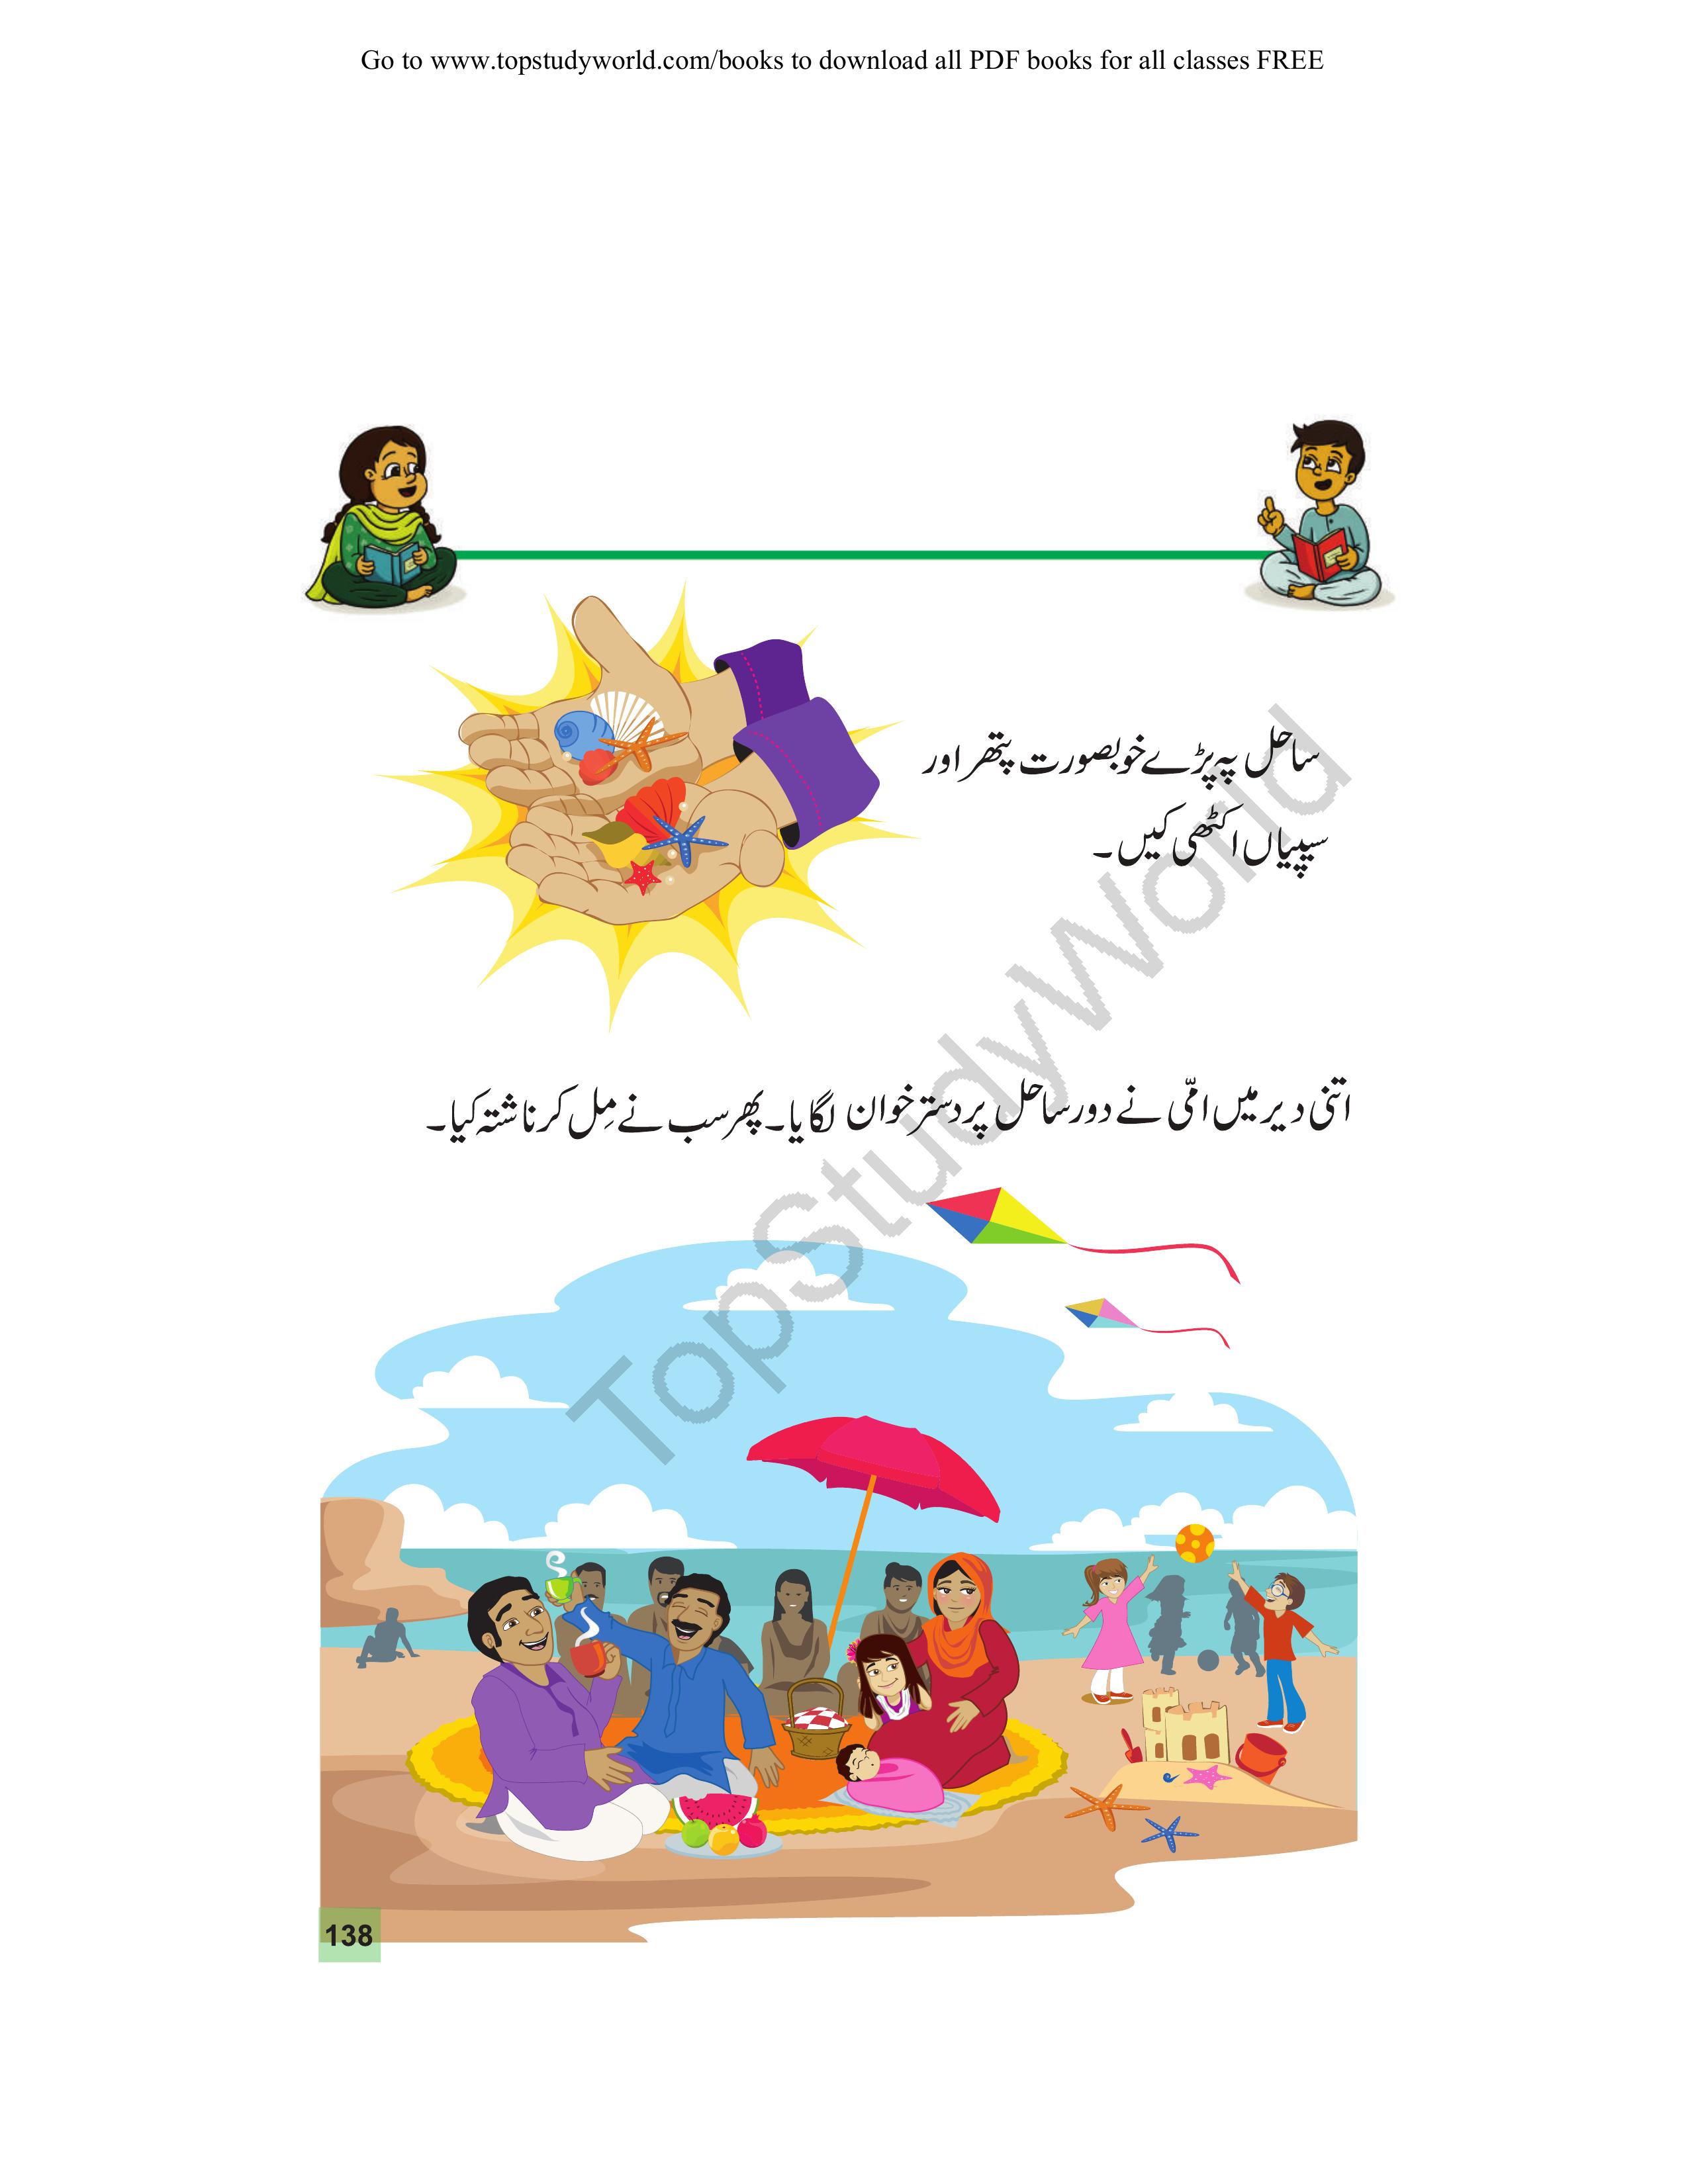 Go to www.topstudyworld.com/books to download all PDF books for all classes FREE
ساحل پہ پڑے خوبصورت پتھر اور
سیپیاں اکٹھی کیں۔
اتنی دیر میں امّی نے دور ساحل پر دستر خوان لگایا۔ پھر سب نے مِل کر ناشتہ کیا۔
TopStudyWorld
138